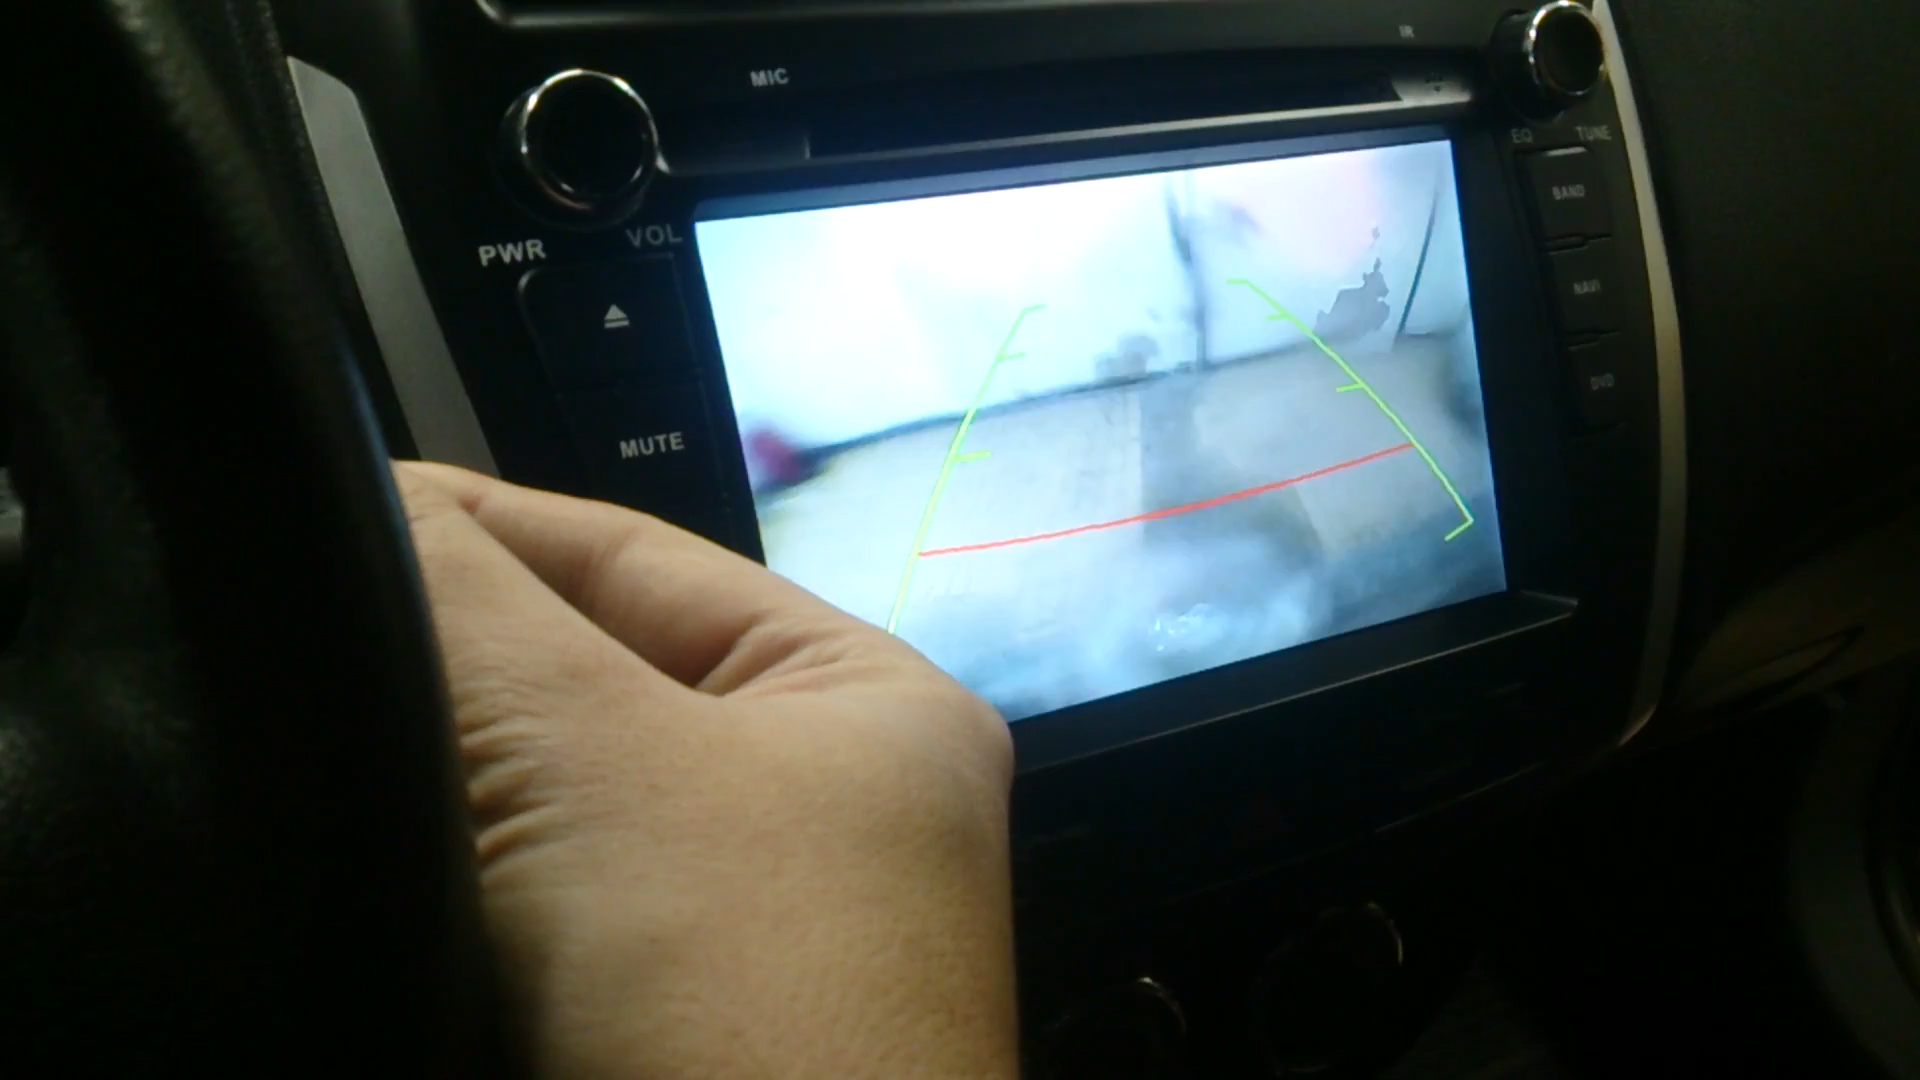 MIC
IR
PWR
VOL
MUTE
EQ
TUNE
BAND
NAVI
DVD